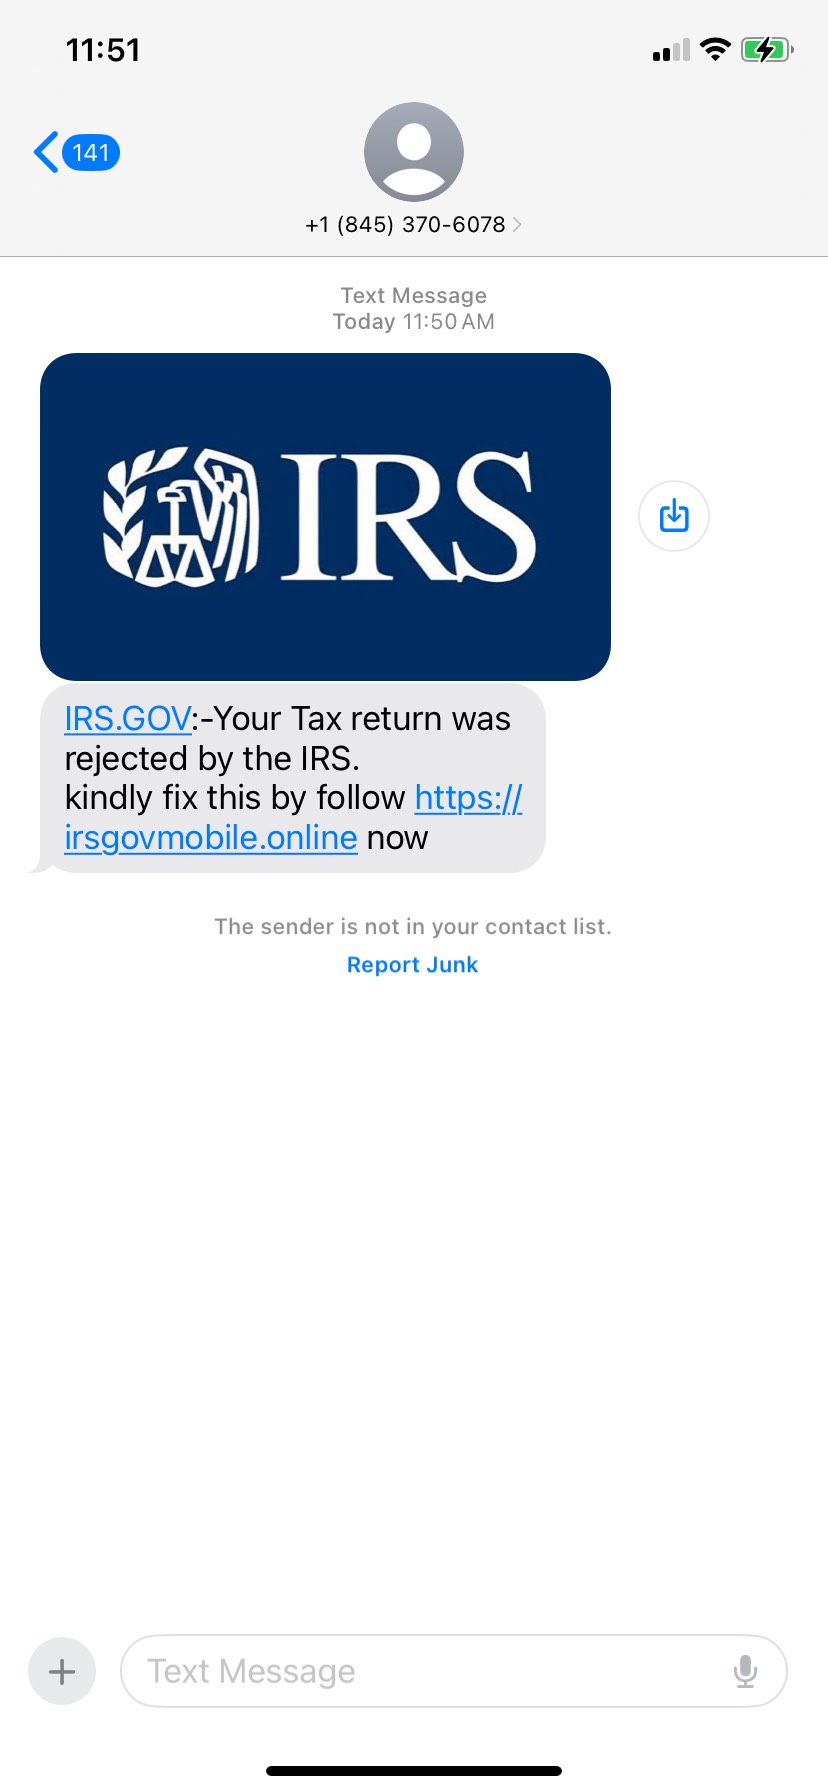 11:51
141
+1 (845) 370-6078
Text Message
Today 11:50 AM
IRS
IRS.GOV:-Your Tax return was
rejected by the IRS.
kindly fix this by follow https://
irsgovmobile.online now
The sender is not in your contact list.
Report Junk
Text Message